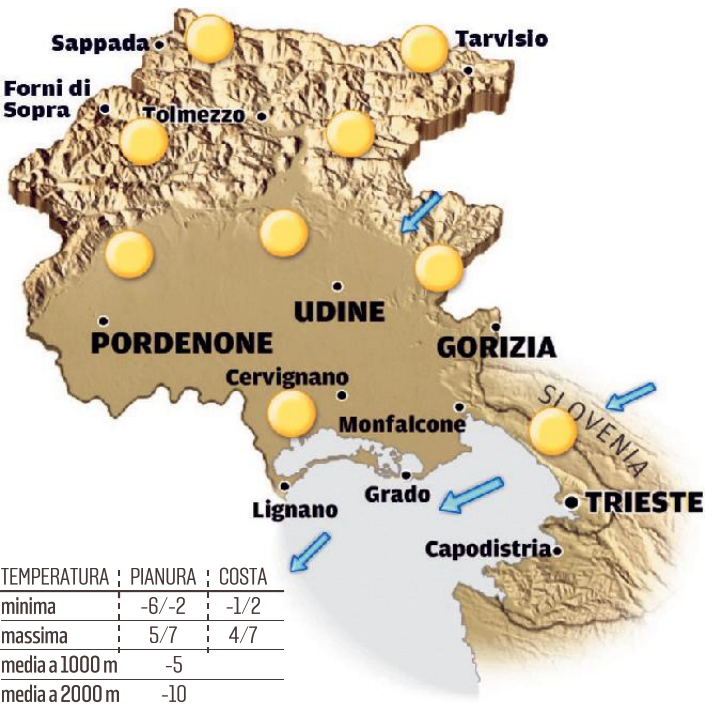 Sappada
Tarvisio
Forni di
Sopra
Tolmezzo
UDINE
PORDENONE
GORIZIA
Cervignano
SLOVENIA
Monfalcone
Grado
TRIESTE
Lignano
Capodistria
TEMPERATURA PIANURA COSTA
minima -6/-2 -1/2
massima 5/7 4/7
media a 1000 m -5
media a 2000 m -10